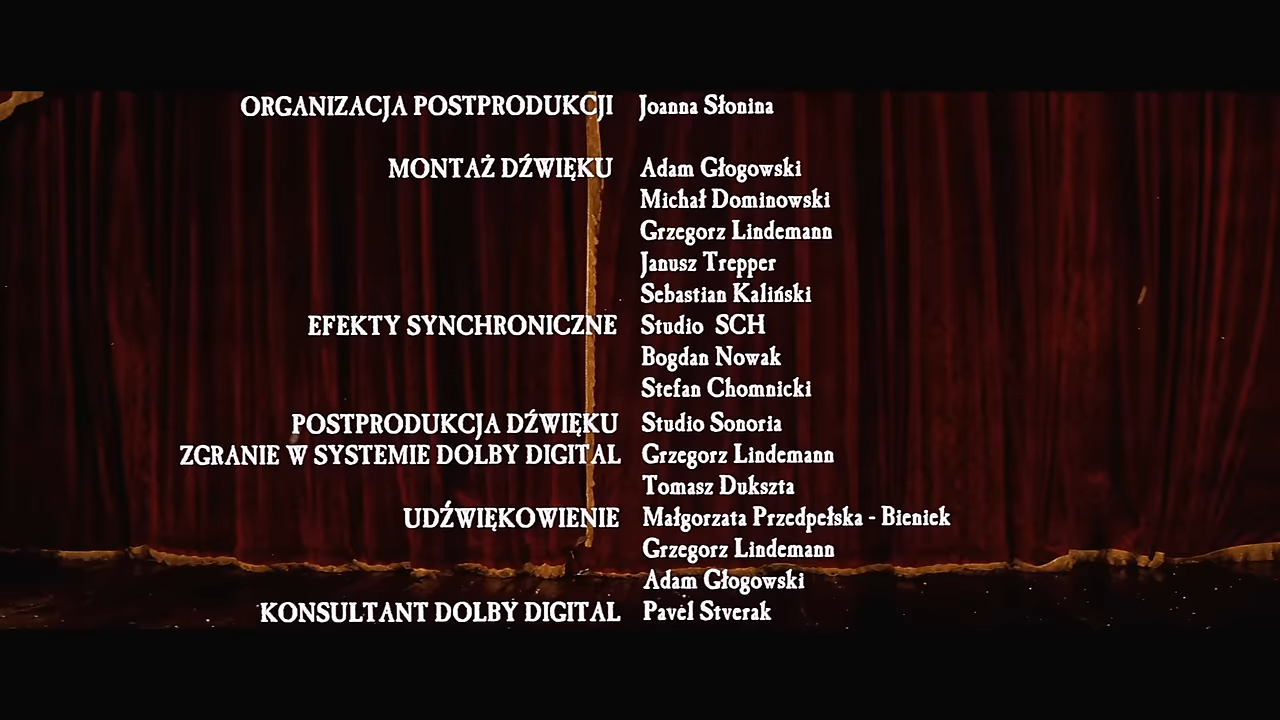 ORGANIZACJA POSTPRODUKCJI Joanna Słonina
MONTAŻ DŹWIĘKU Adam Głogowski
Michał Dominowski
Grzegorz Lindemann
Janusz Trepper
Sebastian Kaliński
EFEKTY SYNCHRONICZNE Studio SCH
Bogdan Nowak
Stefan Chomnicki
POSTPRODUKCJA DŹWIĘKU Studio Sonoria
ZGRANIE W SYSTEMIE DOLBY DIGITAL Grzegorz Lindemann
Tomasz Dukszta
UDŹWIĘKOWIENIE Małgorzata Przedpełska - Bieniek
Grzegorz Lindemann
Adam Głogowski
KONSULTANT DOLBY DIGITAL Pavel Stverak